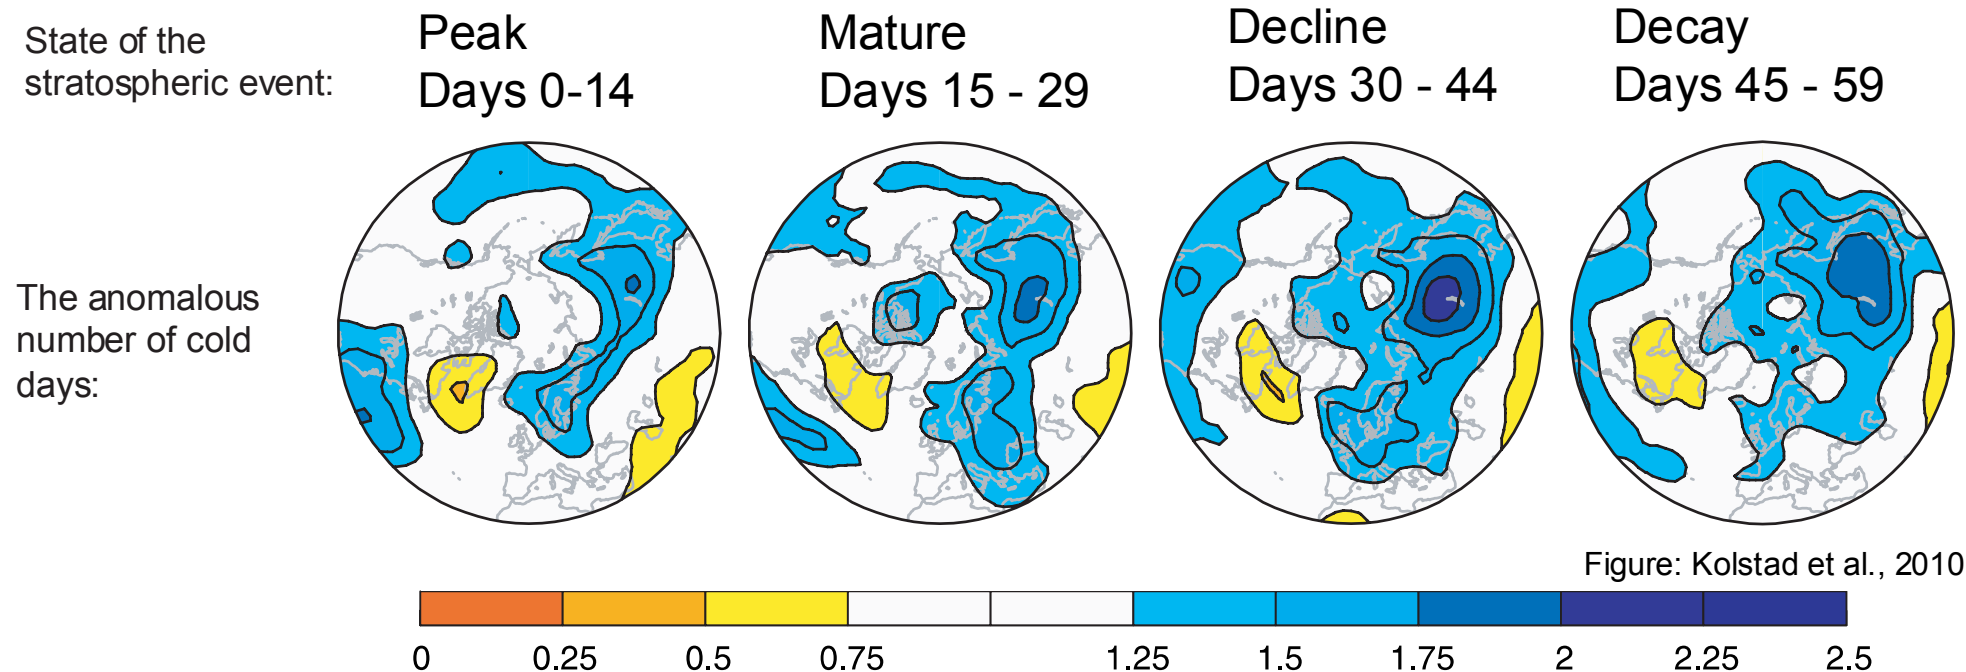 State of the
stratospheric event:
Peak
Days 0-14
Mature
Days 15 - 29
Decline
Days 30 - 44
Decay
Days 45 - 59
The anomalous
number of cold
days:
Figure: Kolstad et al., 2010
0 0.25 0.5 0.75 1.25 1.5 1.75 2 2.25 2.5